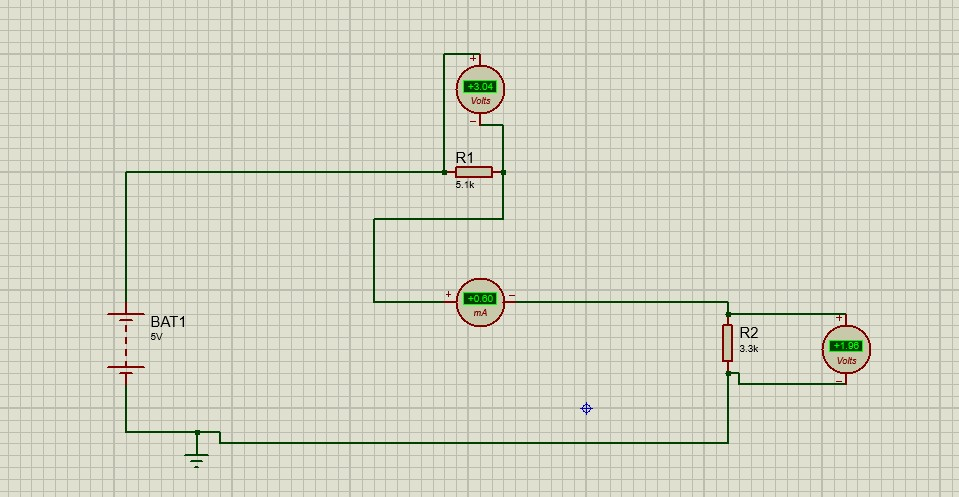 +
+3.04
Volts
−
R1
5.1k
+
+0.60
mA
−
BAT1
5V
R2
3.3k
+
+1.96
Volts
−